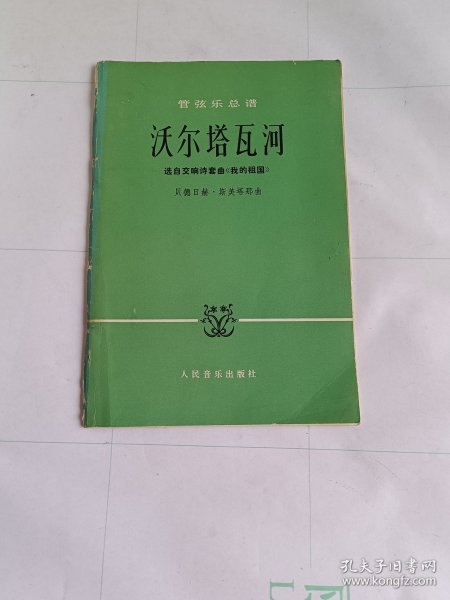 管弦乐总谱
沃尔塔瓦河
选自交响诗套曲《我的祖国》
贝德日赫·斯美塔那曲
人民音乐出版社
孔夫子旧书网
www.kongfz.com